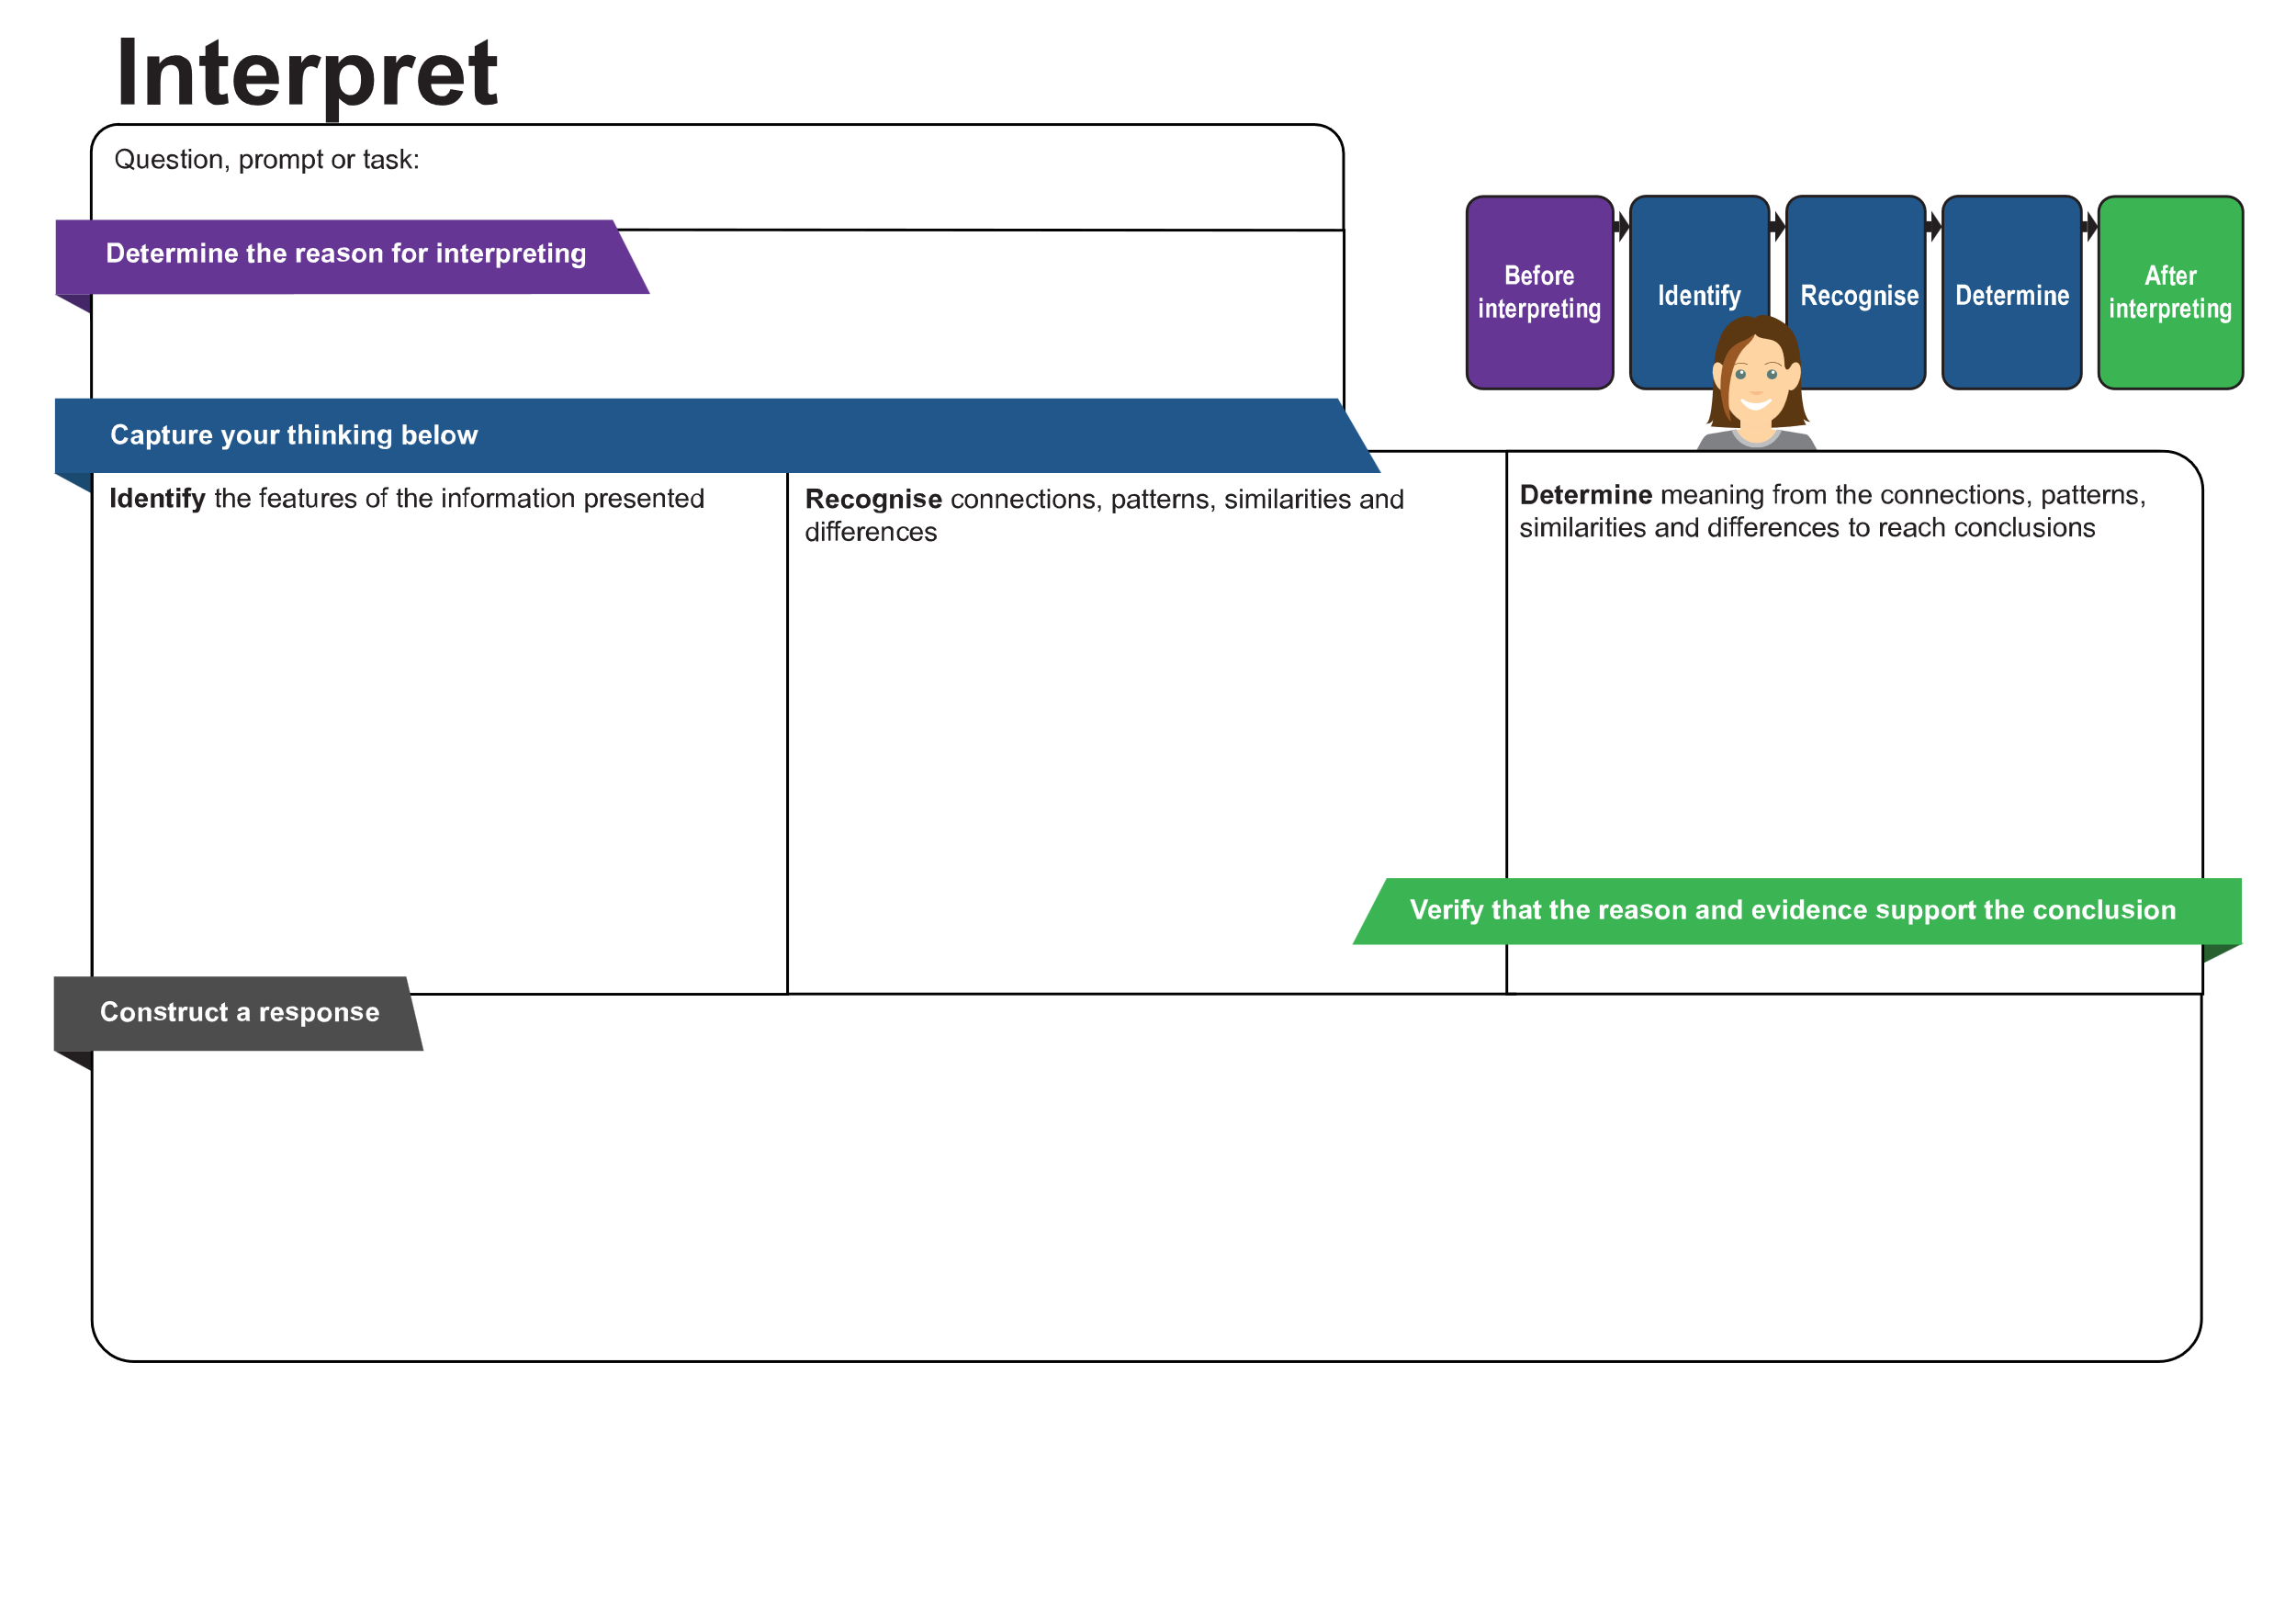 Interpret
Question, prompt or task:
Determine the reason for interpreting
Before
interpreting
Identify
Recognise
Determine
After
interpreting
Capture your thinking below
Identify the features of the information presented
Recognise connections, patterns, similarities and
differences
Determine meaning from the connections, patterns,
similarities and differences to reach conclusions
Verify that the reason and evidence support the conclusion
Construct a response